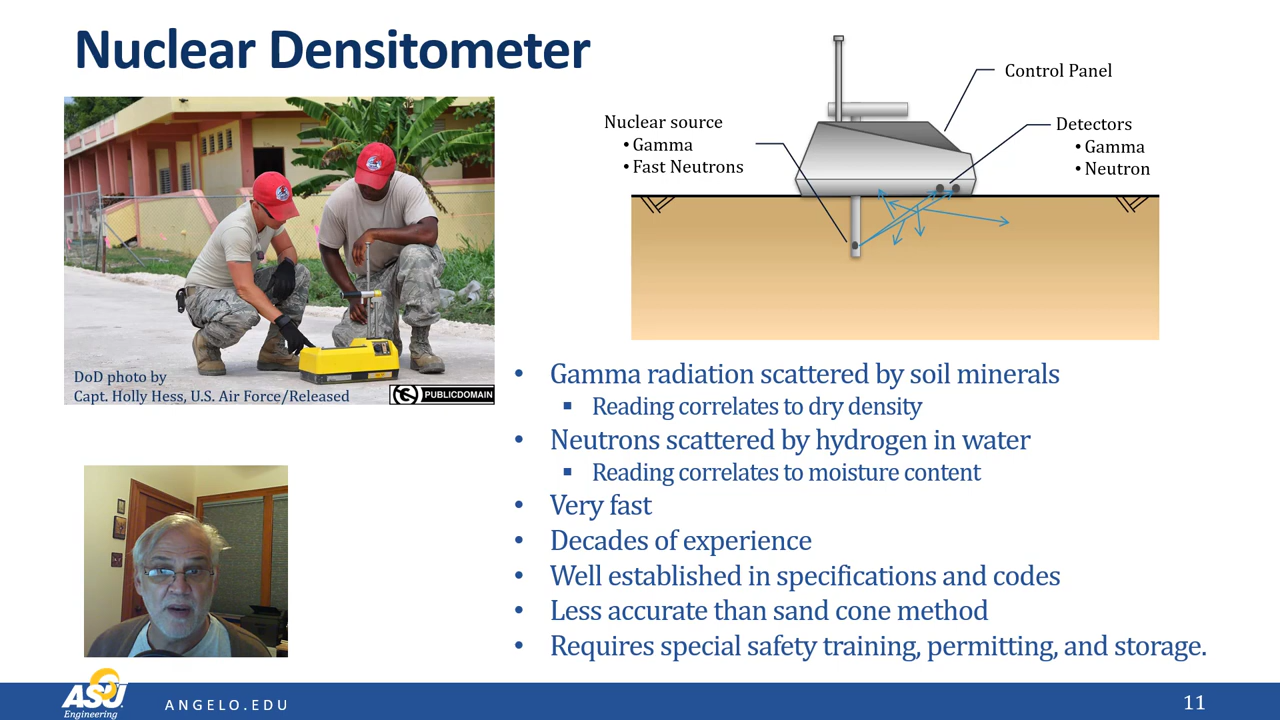 Nuclear Densitometer
DoD photo by
Capt. Holly Hess, U.S. Air Force/Released
PUBLICDOMAIN
Nuclear source
• Gamma
• Fast Neutrons
Control Panel
Detectors
• Gamma
• Neutron
• Gamma radiation scattered by soil minerals
▪ Reading correlates to dry density
• Neutrons scattered by hydrogen in water
▪ Reading correlates to moisture content
• Very fast
• Decades of experience
• Well established in specifications and codes
• Less accurate than sand cone method
• Requires special safety training, permitting, and storage.
ASU
Engineering
ANGELO.EDU
11